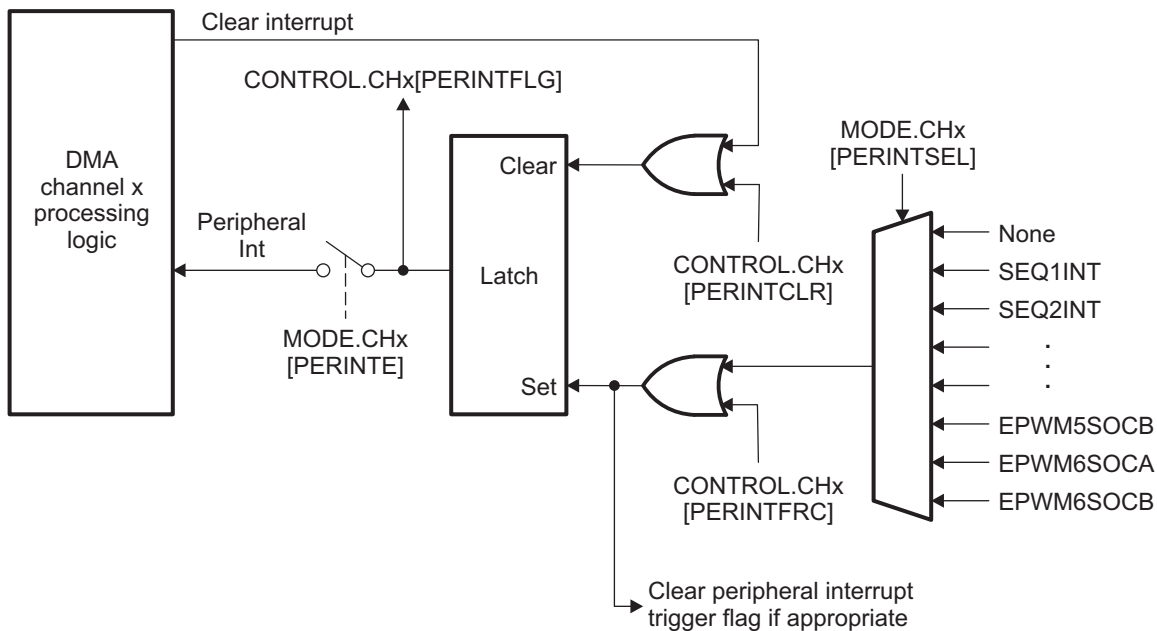 Clear interrupt
CONTROL.CHx[PERINTFLG]
DMA
channel x
processing
logic
Peripheral
Int
MODE.CHx
[PERINTE]
Clear
Latch
Set
CONTROL.CHx
[PERINTCLR]
CONTROL.CHx
[PERINTFRC]
MODE.CHx
[PERINTSEL]
None
SEQ1INT
SEQ2INT
.
.
.
EPWM5SOCB
EPWM6SOCA
EPWM6SOCB
Clear peripheral interrupt
trigger flag if appropriate